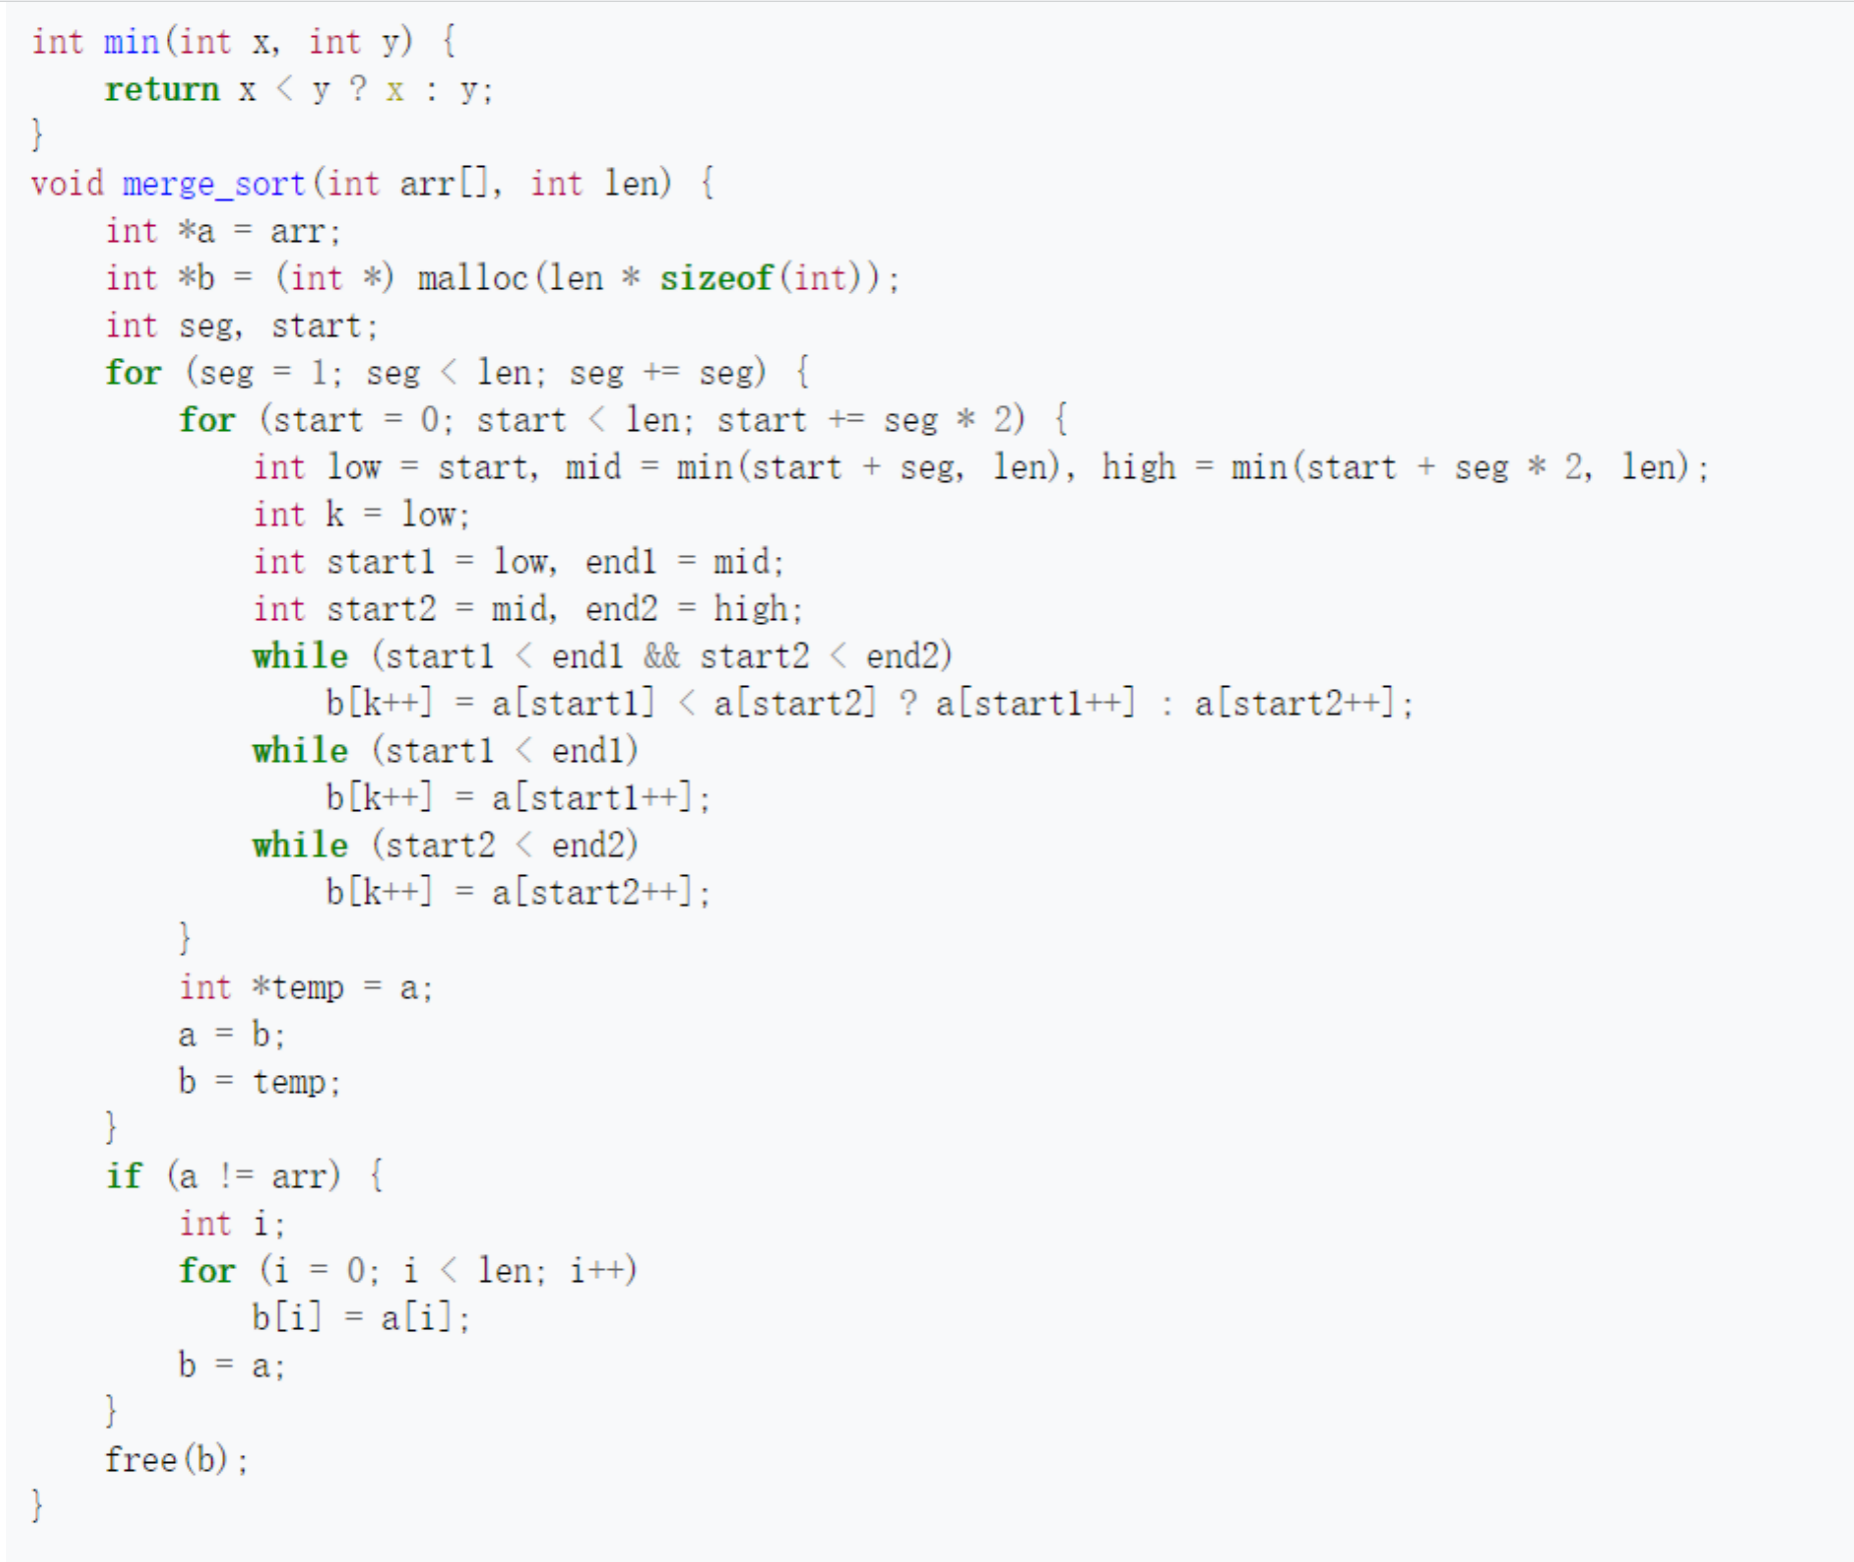 int min(int x, int y) {
    return x < y ? x : y;
}
void merge_sort(int arr[], int len) {
    int *a = arr;
    int *b = (int *) malloc(len * sizeof(int));
    int seg, start;
    for (seg = 1; seg < len; seg += seg) {
        for (start = 0; start < len; start += seg * 2) {
            int low = start, mid = min(start + seg, len), high = min(start + seg * 2, len);
            int k = low;
            int start1 = low, end1 = mid;
            int start2 = mid, end2 = high;
            while (start1 < end1 && start2 < end2)
                b[k++] = a[start1] < a[start2] ? a[start1++] : a[start2++];
            while (start1 < end1)
                b[k++] = a[start1++];
            while (start2 < end2)
                b[k++] = a[start2++];
        }
        int *temp = a;
        a = b;
        b = temp;
    }
    if (a != arr) {
        int i;
        for (i = 0; i < len; i++)
            b[i] = a[i];
        b = a;
    }
    free(b);
}